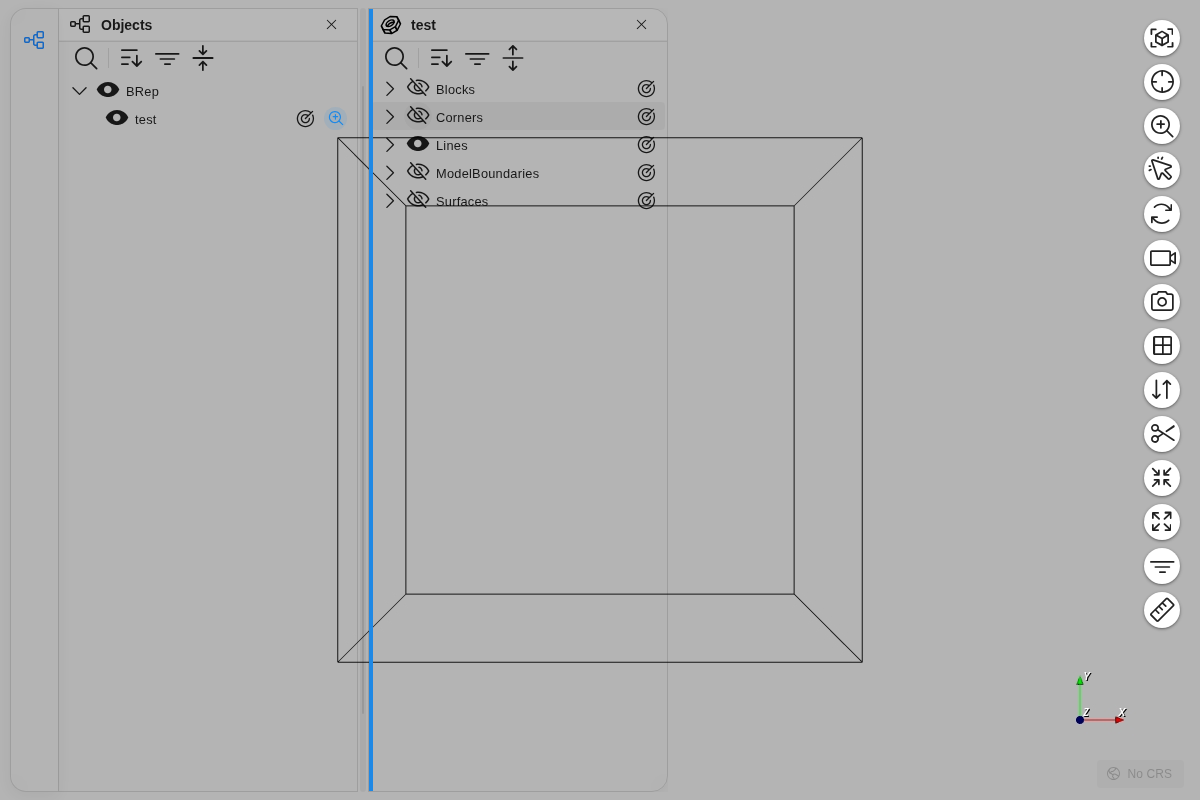 Objects
BRep
test
test
Blocks
Corners
Lines
ModelBoundaries
Surfaces
Y
Z
X
No CRS